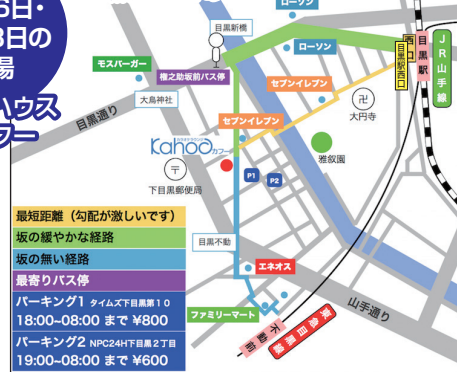 6日・
8日の
場
ハウス
フー
ローソン
目黒新橋
ローソン
西口
目黒駅
目黒駅西口
JR山手線
モスバーガー
権之助坂前バス停
セブンイレブン
大鳥神社
目黒通り
卍
大円寺
セブンイレブン
Kahoo
カフー
雅叙園
〒
下目黒郵便局
P1
P2
最短距離（勾配が激しいです）
坂の緩やかな経路
坂の無い経路
最寄りバス停
目黒不動
エネオス
ファミリーマート
山手通り
不動前
東急目黒線
パーキング1 タイムズ下目黒第10
18:00~08:00 まで ¥800
パーキング2 NPC24H下目黒2丁目
19:00~08:00 まで ¥600